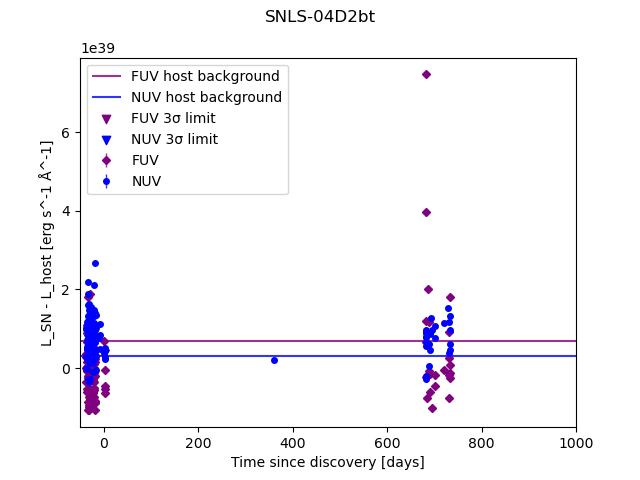 SNLS-04D2bt
1e39
FUV host background
NUV host background
FUV 3σ limit
NUV 3σ limit
FUV
NUV
L_SN - L_host [erg s^-1 Å^-1]
6
4
2
0
0 200 400 600 800 1000
Time since discovery [days]